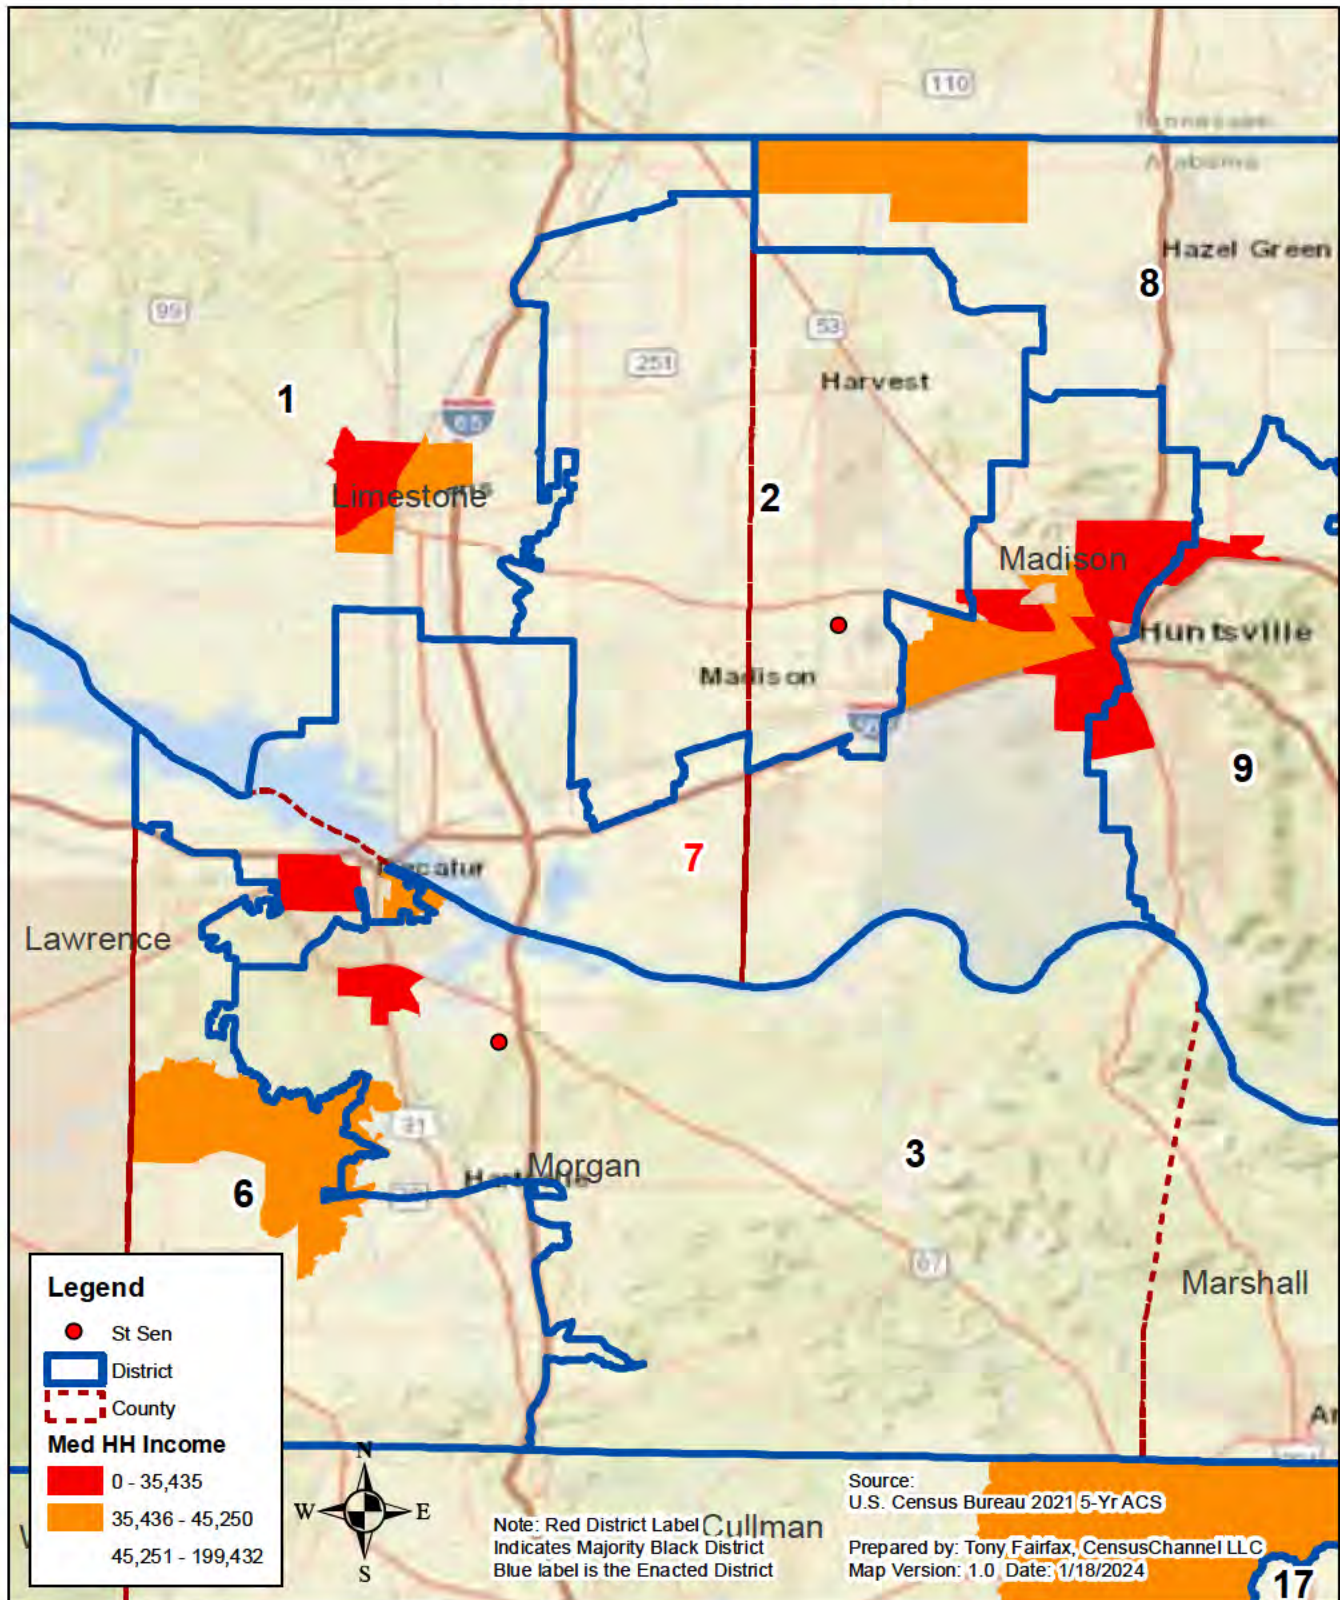 110
Tennessee
Alabama
Hazel Green
8
99
53
251
Harvest
1
65
Limestone
2
Madison
Huntsville
Madison
9
7
Decatur
Lawrence
31
3
Morgan
6
67
Marshall
Legend
St Sen
District
County
Med HH Income
0 - 35,435
35,436 - 45,250
45,251 - 199,432
N
W
E
S
Note: Red District Label
Indicates Majority Black District
Blue label is the Enacted District
Cullman
Source:
U.S. Census Bureau 2021 5-Yr ACS
Prepared by: Tony Fairfax, CensusChannel LLC
Map Version: 1.0 Date: 1/18/2024
17